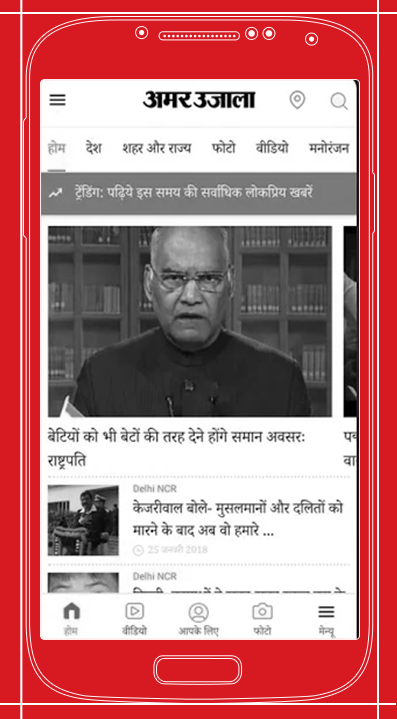 अमर उजाला
होम देश शहर और राज्य फोटो वीडियो मनोरंजन
ट्रेंडिंग: पढ़िये इस समय की सर्वाधिक लोकप्रिय खबरें
बेटियों को भी बेटों की तरह देने होंगे समान अवसरः
राष्ट्रपति
वा
Delhi NCR
केजरीवाल बोले- मुसलमानों और दलितों को
मारने के बाद अब वो हमारे ...
25 जनवरी 2018
Delhi NCR
होम वीडियो आपके लिए फोटो मेन्यू